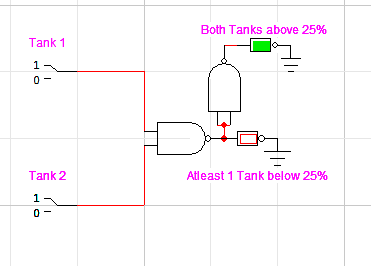 Both Tanks above 25%
Tank 1
1
0
Tank 2
Atleast 1 Tank below 25%
1
0